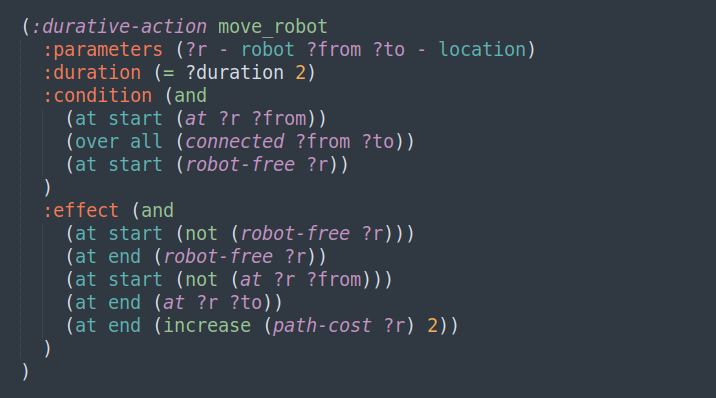 (:durative-action move_robot
  :parameters (?r - robot ?from ?to - location)
  :duration (= ?duration 2)
  :condition (and
    (at start (at ?r ?from))
    (over all (connected ?from ?to))
    (at start (robot-free ?r))
  )
  :effect (and
    (at start (not (robot-free ?r)))
    (at end (robot-free ?r))
    (at start (not (at ?r ?from)))
    (at end (at ?r ?to))
    (at end (increase (path-cost ?r) 2))
  )
)